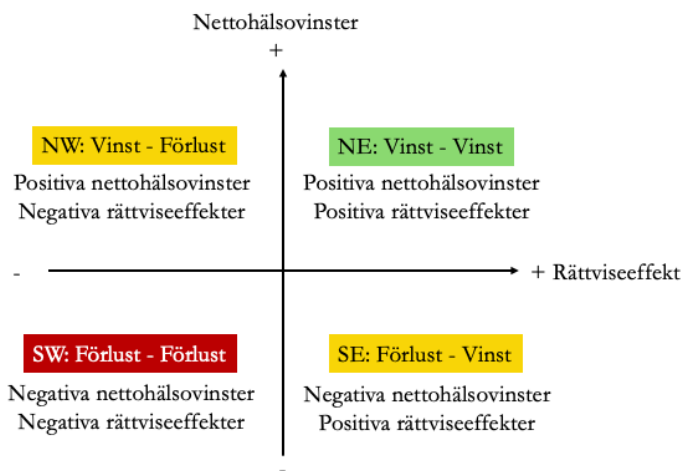 Nettohälsovinster
+
NW: Vinst - Förlust
Positiva nettohälsovinster
Negativa rättviseeffekter
NE: Vinst - Vinst
Positiva nettohälsovinster
Positiva rättviseeffekter
-
+ Rättviseeffekt
SW: Förlust - Förlust
Negativa nettohälsovinster
Negativa rättviseeffekter
SE: Förlust - Vinst
Negativa nettohälsovinster
Positiva rättviseeffekter
-